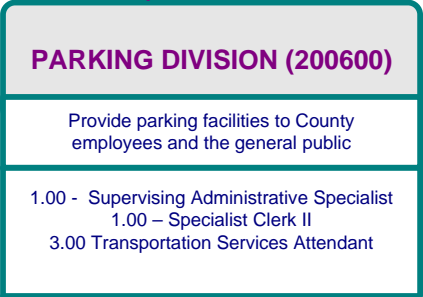 PARKING DIVISION (200600)
Provide parking facilities to County
employees and the general public
1.00 - Supervising Administrative Specialist
1.00 – Specialist Clerk II
3.00 Transportation Services Attendant